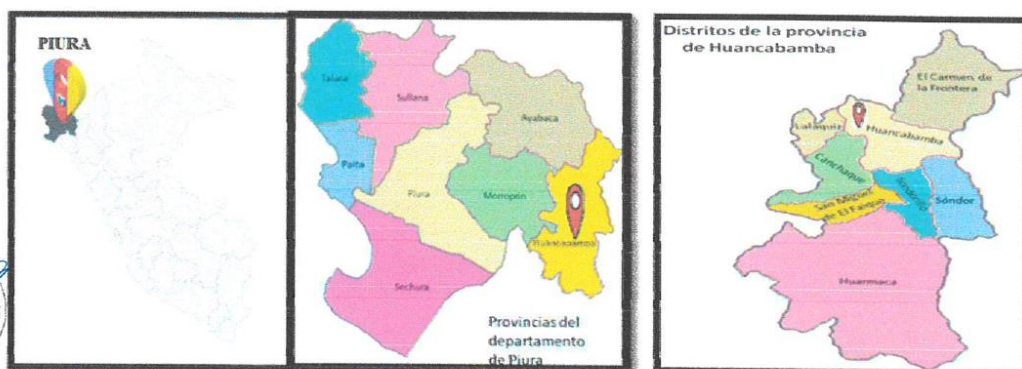 PIURA
Talara
Sullana
Ayabaca
Paita
Piura
Morropón
Huancabamba
Sechura
Provincias del
departamento
de Piura
Distritos de la provincia
de Huancabamba
El Carmen de
la Frontera
Lalaquiz
Huancabamba
Canchaque
Sondorillo
Sóndor
San Miguel
de El Faique
Huarmaca